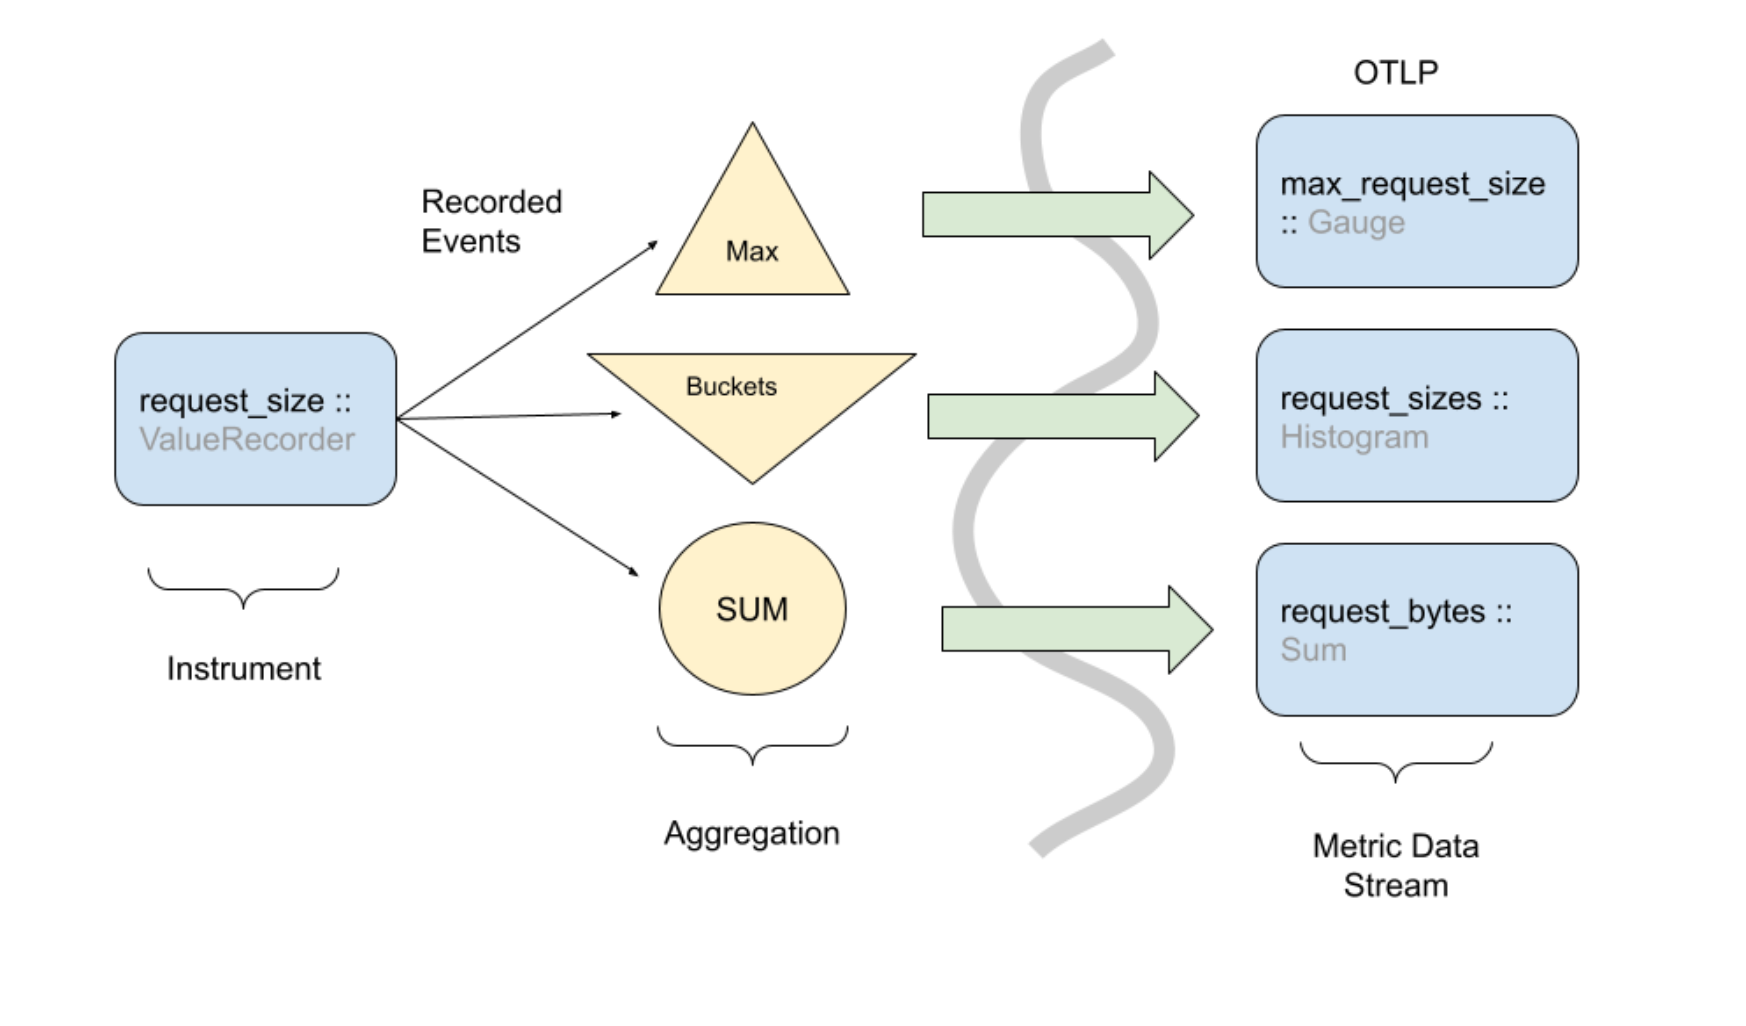 OTLP
Recorded
Events
Max
max_request_size
:: Gauge
request_size ::
ValueRecorder
Buckets
request_sizes ::
Histogram
SUM
request_bytes ::
Sum
Instrument
Aggregation
Metric Data
Stream